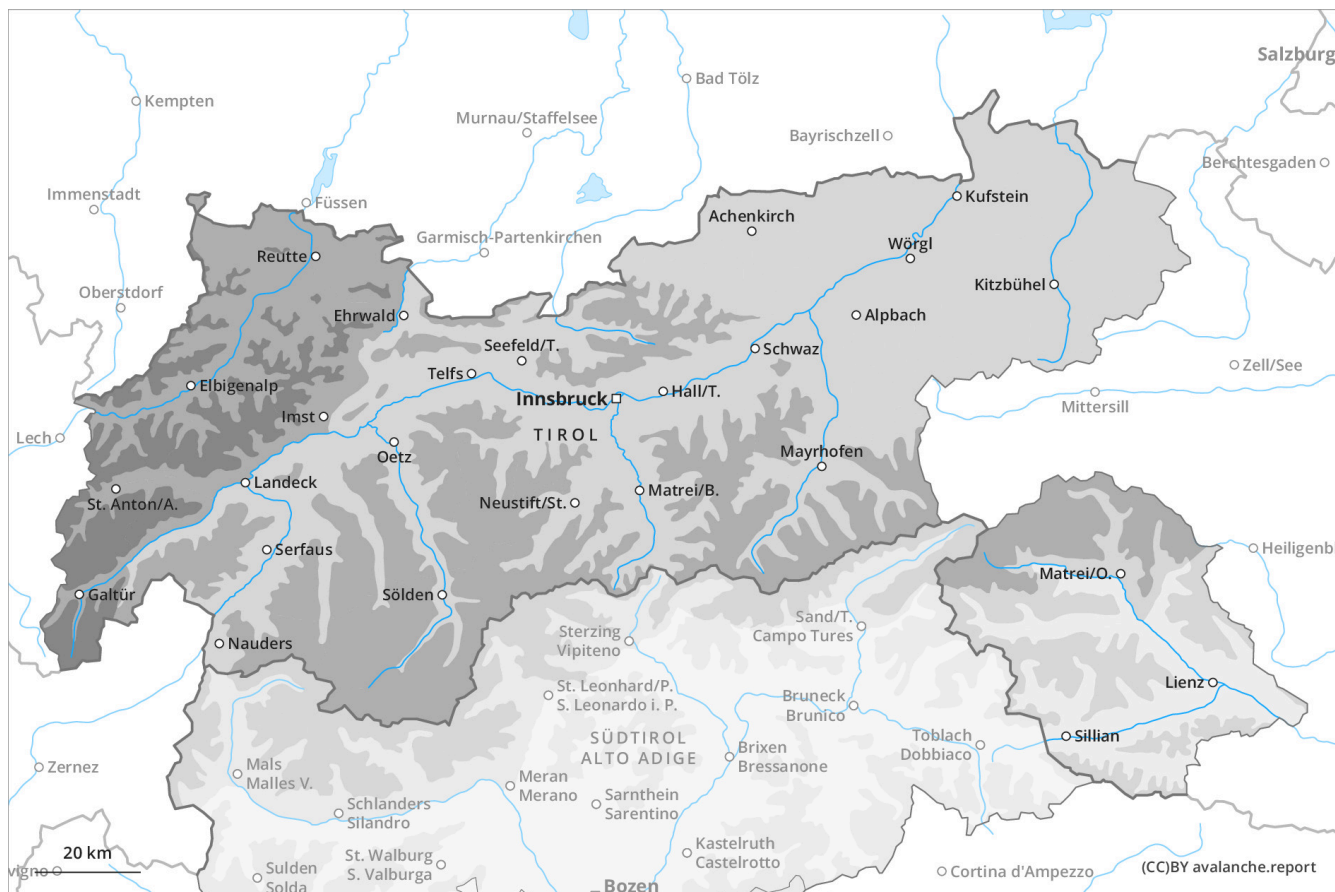 Salzburg
Bad Tölz
Kempten
Murnau/Staffelsee
Bayrischzell
Berchtesgaden
Immenstadt
Füssen
Kufstein
Achenkirch
Garmisch-Partenkirchen
Wörgl
Reutte
Kitzbühel
Oberstdorf
Ehrwald
Alpbach
Seefeld/T.
Schwaz
Zell/See
Telfs
Elbigenalp
Innsbruck
Hall/T.
Mittersill
Imst
Lech
TIROL
Oetz
Mayrhofen
Landeck
Matrei/B.
St. Anton/A.
Neustift/St.
Serfaus
Heiligenb
Matrei/O.
Galtür
Sölden
Sand/T.
Campo Tures
Sterzing
Vipiteno
Nauders
Lienz
St. Leonhard/P.
S. Leonardo i. P.
Bruneck
Brunico
SÜDTIROL
ALTO ADIGE
Toblach
Dobbiaco
Sillian
Brixen
Bressanone
Zernez
Mals
Malles V.
Meran
Merano
Schlanders
Silandro
Sarnthein
Sarentino
Kastelruth
Castelrotto
20 km
vigno
St. Walburg
S. Valburga
Sulden
Solda
Bozen
Cortina d'Ampezzo
(CC)BY avalanche.report